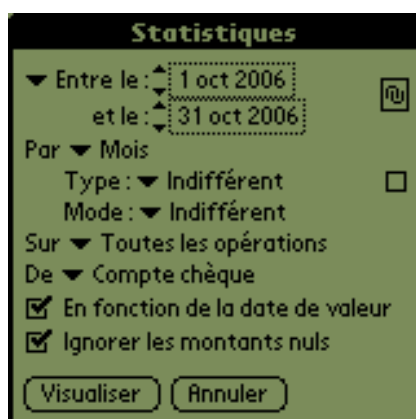 Statistiques
Entre le : 1 oct 2006
et le : 31 oct 2006
Par Mois
Type : Indifférent
Mode : Indifférent
Sur Toutes les opérations
De Compte chèque
En fonction de la date de valeur
Ignorer les montants nuls
Visualiser Annuler